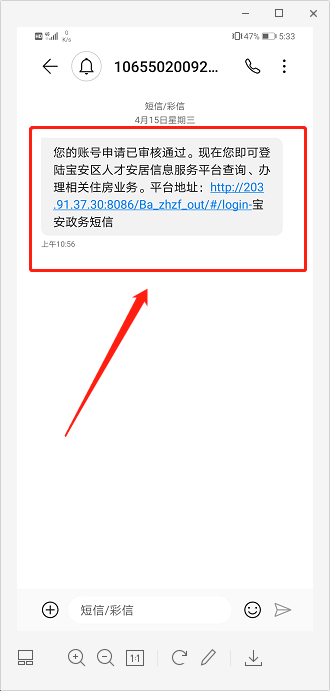 HD 4G 0 K/s 47% 5:33
10655020092...
短信/彩信
4月15日星期三
您的账号申请已审核通过。现在您即可登
陆宝安区人才安居信息服务平台查询、办
理相关住房业务。平台地址：http://203
.91.37.30:8086/Ba_zhzf_out/#/login-宝
安政务短信
上午10:56
短信/彩信
1:1